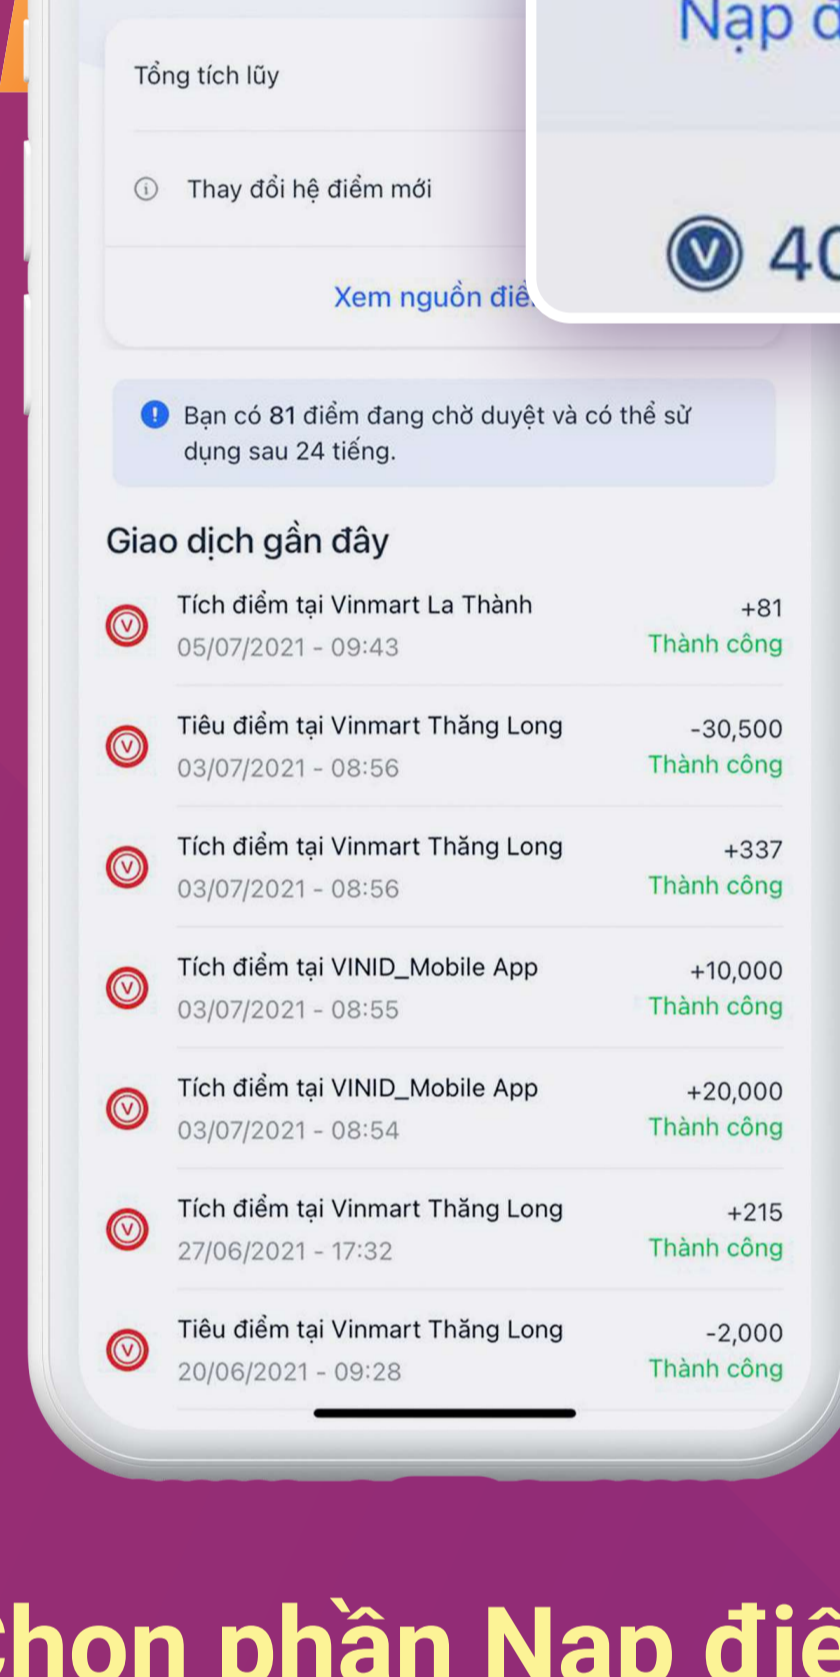 Nạp
Tổng tích lũy
Thay đổi hệ điểm mới
Xem nguồn
V 40
Bạn có 81 điểm đang chờ duyệt và có thể sử
dụng sau 24 tiếng.
Giao dịch gần đây
Tích điểm tại Vinmart La Thành
+81
05/07/2021 - 09:43
Thành công
Tiêu điểm tại Vinmart Thăng Long
-30,500
03/07/2021 - 08:56
Thành công
Tích điểm tại Vinmart Thăng Long
+337
03/07/2021 - 08:56
Thành công
Tích điểm tại VINID_Mobile App
+10,000
03/07/2021 - 08:55
Thành công
Tích điểm tại VINID_Mobile App
+20,000
03/07/2021 - 08:54
Thành công
Tích điểm tại Vinmart Thăng Long
+215
27/06/2021 - 17:32
Thành công
Tiêu điểm tại Vinmart Thăng Long
-2,000
20/06/2021 - 09:28
Thành công
phần Nạp